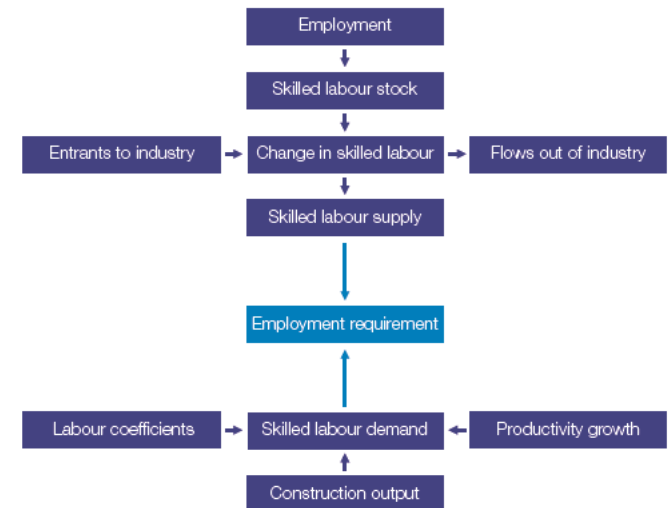 Employment
Skilled labour stock
Entrants to industry
Change in skilled labour
Flows out of industry
Skilled labour supply
Employment requirement
Labour coefficients
Skilled labour demand
Productivity growth
Construction output